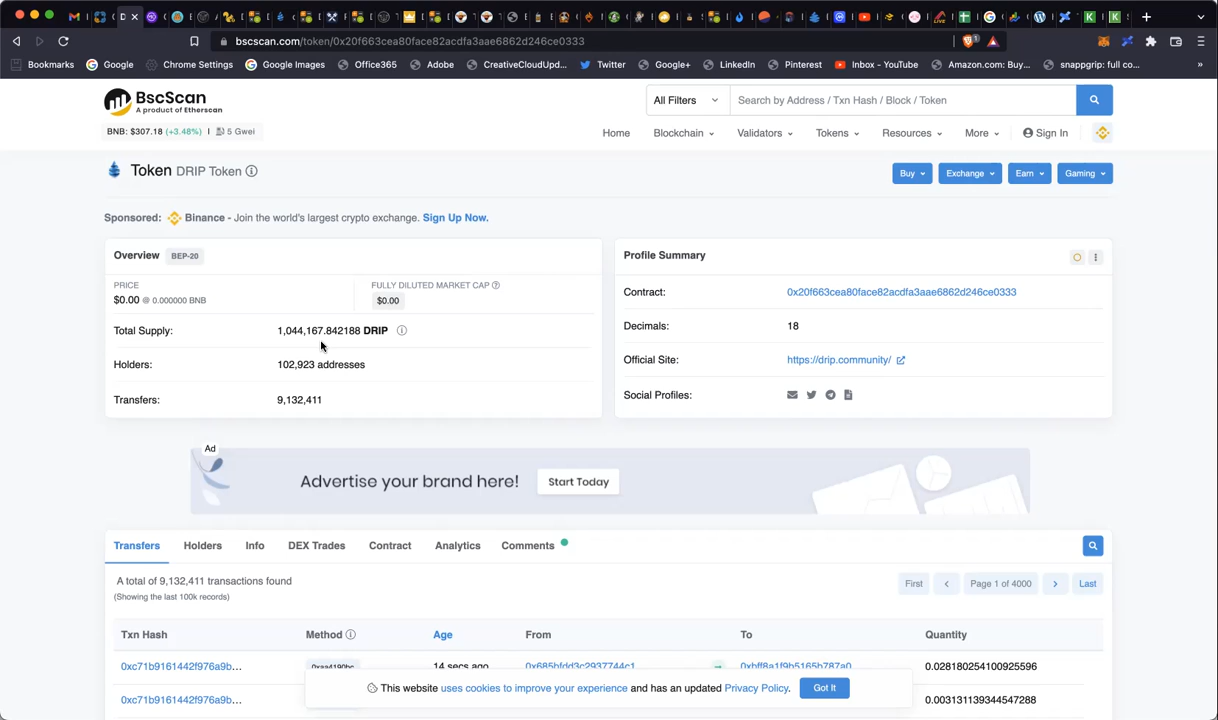 bscscan.com/token/0x20f663cea80face82acdfa3aae6862d246ce0333
Bookmarks Google Chrome Settings Google Images Office365 Adobe CreativeCloudUpd... Twitter Google+ LinkedIn Pinterest Inbox - YouTube Amazon.com: Buy... snappgrip: full co... »
BscScan
A product of Etherscan
All Filters
Search by Address / Txn Hash / Block / Token
BNB: $307.18 (+3.48%) | 5 Gwei
Home Blockchain Validators Tokens Resources More Sign In
Token DRIP Token
Buy Exchange Earn Gaming
Sponsored: Binance - Join the world's largest crypto exchange. Sign Up Now.
Overview BEP-20
PRICE
$0.00 @ 0.000000 BNB
FULLY DILUTED MARKET CAP
$0.00
Total Supply: 1,044,167.842188 DRIP
Holders: 102,923 addresses
Transfers: 9,132,411
Profile Summary
Contract: 0x20f663cea80face82acdfa3aae6862d246ce0333
Decimals: 18
Official Site: https://drip.community/
Social Profiles:
Ad
Advertise your brand here! Start Today
Transfers Holders Info DEX Trades Contract Analytics Comments
A total of 9,132,411 transactions found
(Showing the last 100k records)
First Page 1 of 4000 Last
Txn Hash Method Age From To Quantity
0xc71b9161442f976a9b... 0xaa4190bc 14 secs ago 0x685bfdd3c2937744c1 0xbff8a1f9b5165b787a0 0.028180254100925596
0xc71b9161442f976a9b... 0.003131139344547288
This website uses cookies to improve your experience and has an updated Privacy Policy. Got It